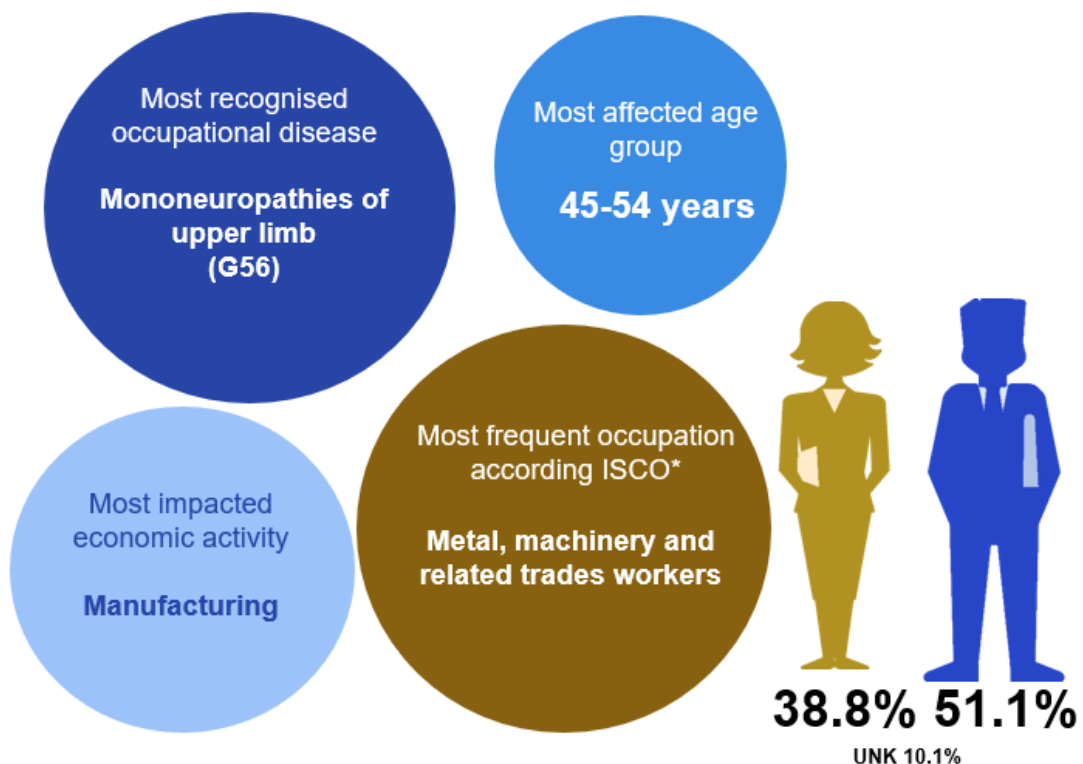 Most recognised
occupational disease
Mononeuropathies of
upper limb
(G56)
Most affected age
group
45-54 years
Most impacted
economic activity
Manufacturing
Most frequent occupation
according ISCO*
Metal, machinery and
related trades workers
38.8% 51.1%
UNK 10.1%